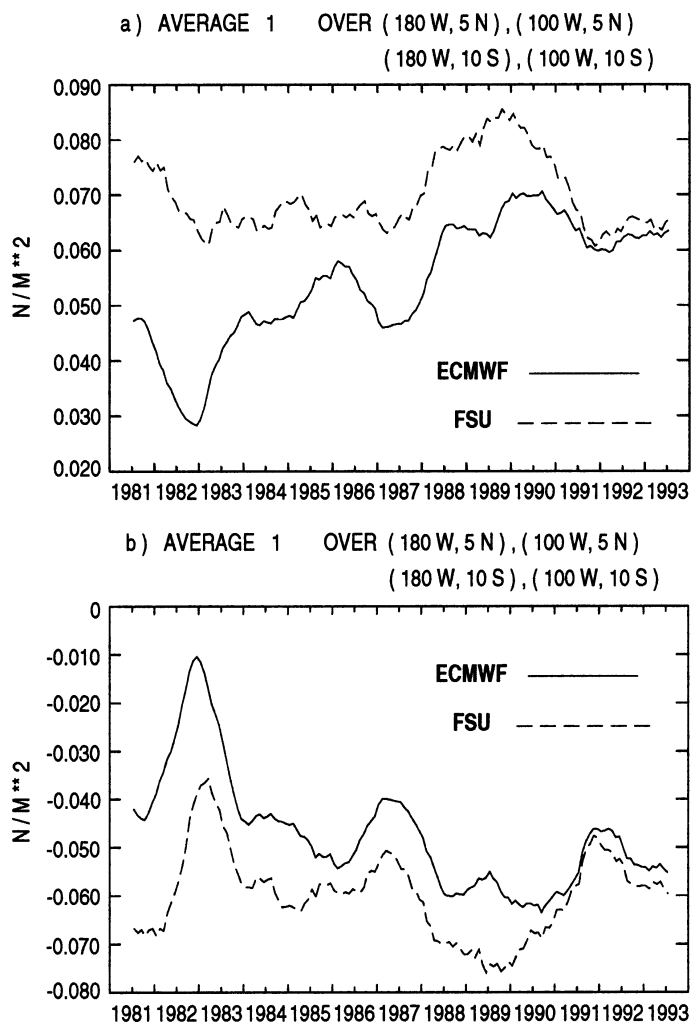 a) AVERAGE 1 OVER (180 W, 5 N), (100 W, 5 N)
(180 W, 10 S), (100 W, 10 S)
0.090
0.080
0.070
0.060
0.050
0.040
0.030
0.020
N/M**2
ECMWF
FSU
1981 1982 1983 1984 1985 1986 1987 1988 1989 1990 1991 1992 1993
b) AVERAGE 1 OVER (180 W, 5 N), (100 W, 5 N)
(180 W, 10 S), (100 W, 10 S)
0
-0.010
-0.020
-0.030
-0.040
-0.050
-0.060
-0.070
-0.080
N/M**2
ECMWF
FSU
1981 1982 1983 1984 1985 1986 1987 1988 1989 1990 1991 1992 1993